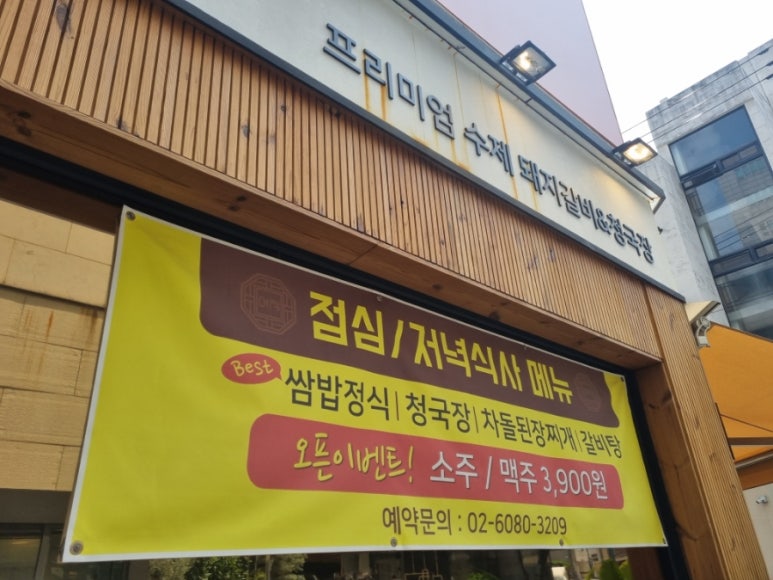 프리미엄 수제 돼지갈비&청국장
점심/저녁식사 메뉴
Best 쌈밥정식|청국장|차돌된장찌개|갈비탕
오픈이벤트! 소주 / 맥주 3,900원
예약문의 : 02-6080-3209